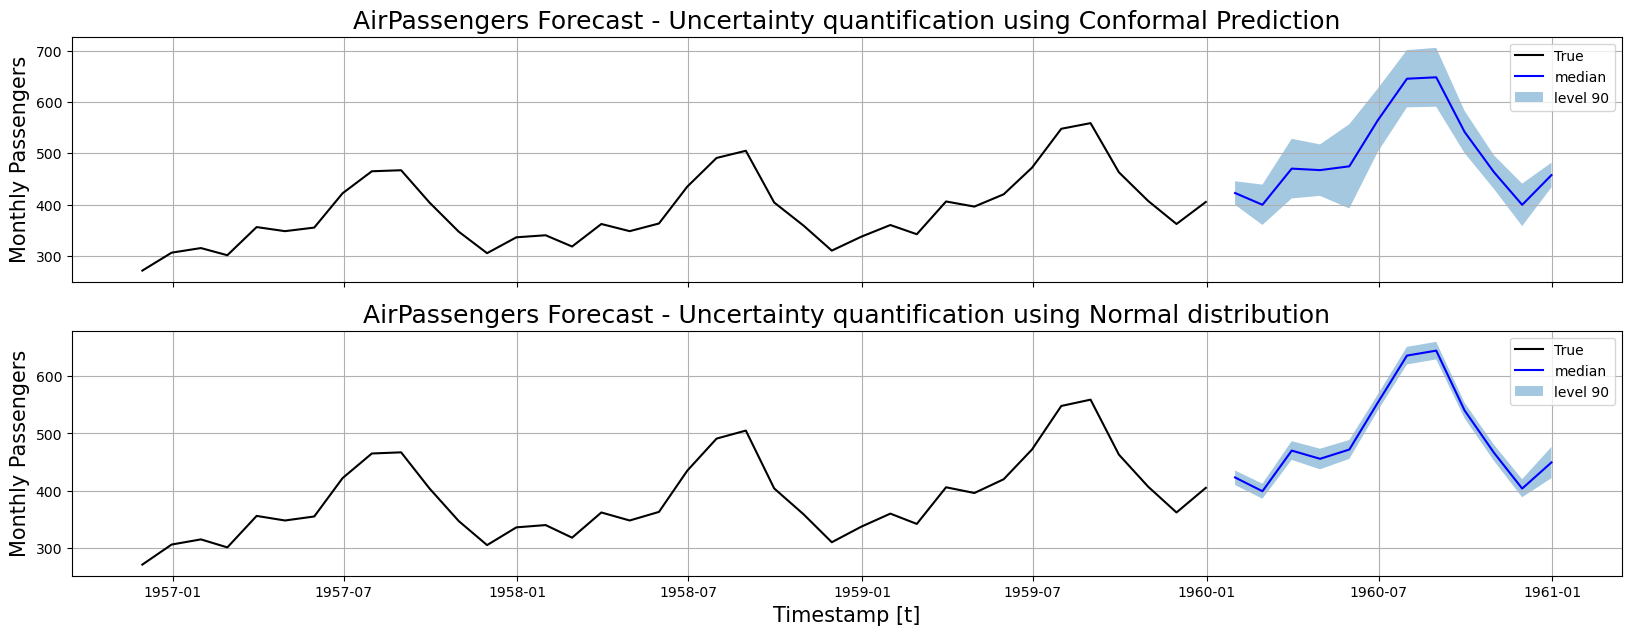 AirPassengers Forecast - Uncertainty quantification using Conformal Prediction
Monthly Passengers
700
600
500
400
300
True
median
level 90
AirPassengers Forecast - Uncertainty quantification using Normal distribution
Monthly Passengers
600
500
400
300
True
median
level 90
1957-01 1957-07 1958-01 1958-07 1959-01 1959-07 1960-01 1960-07 1961-01
Timestamp [t]